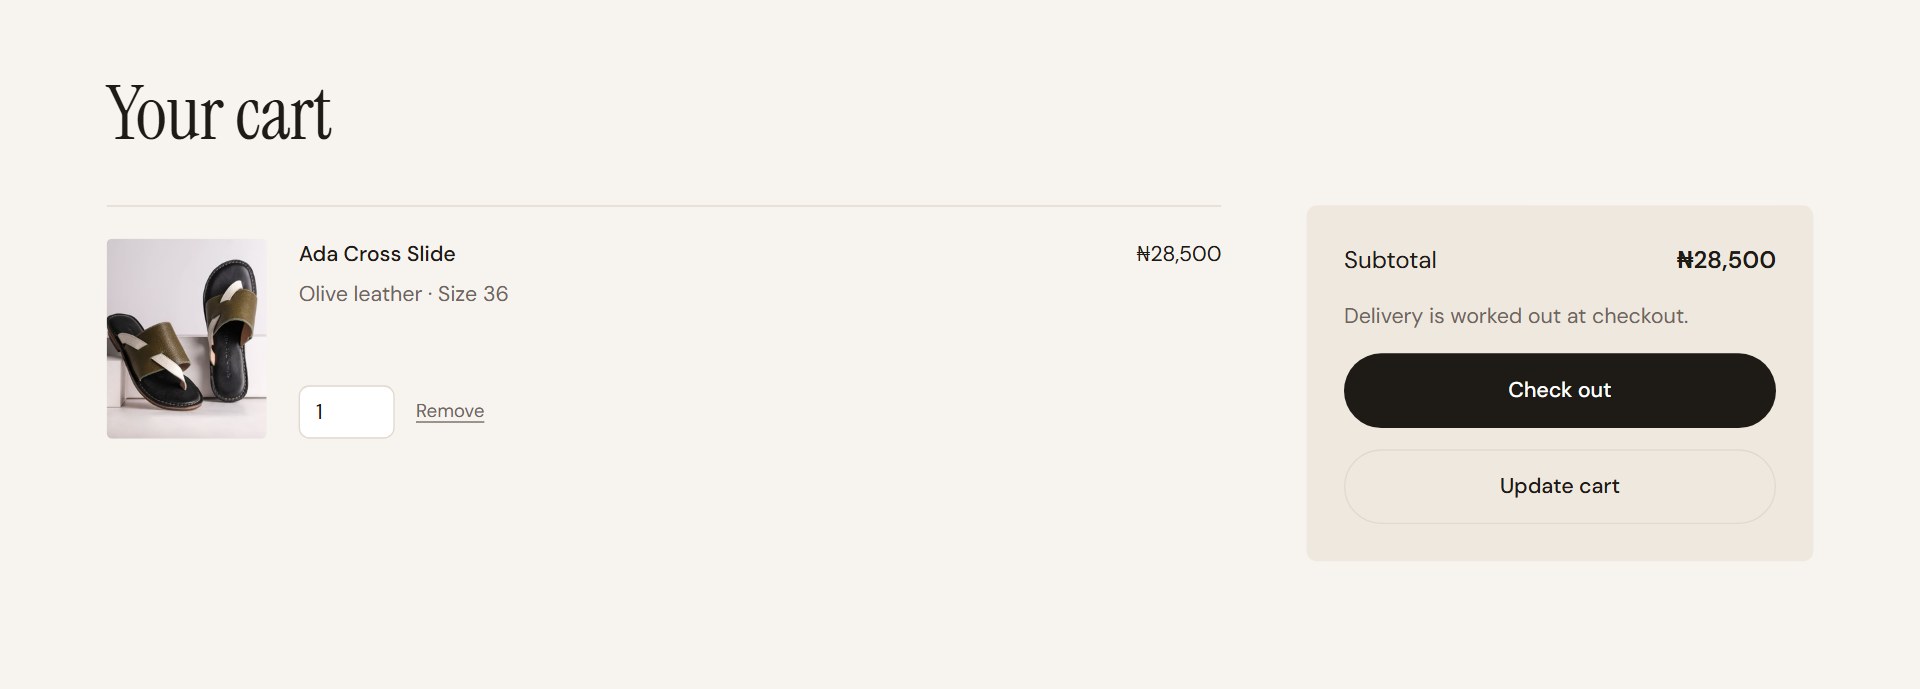 Your cart
Ada Cross Slide
₦28,500
Olive leather · Size 36
1
Remove
Subtotal
₦28,500
Delivery is worked out at checkout.
Check out
Update cart